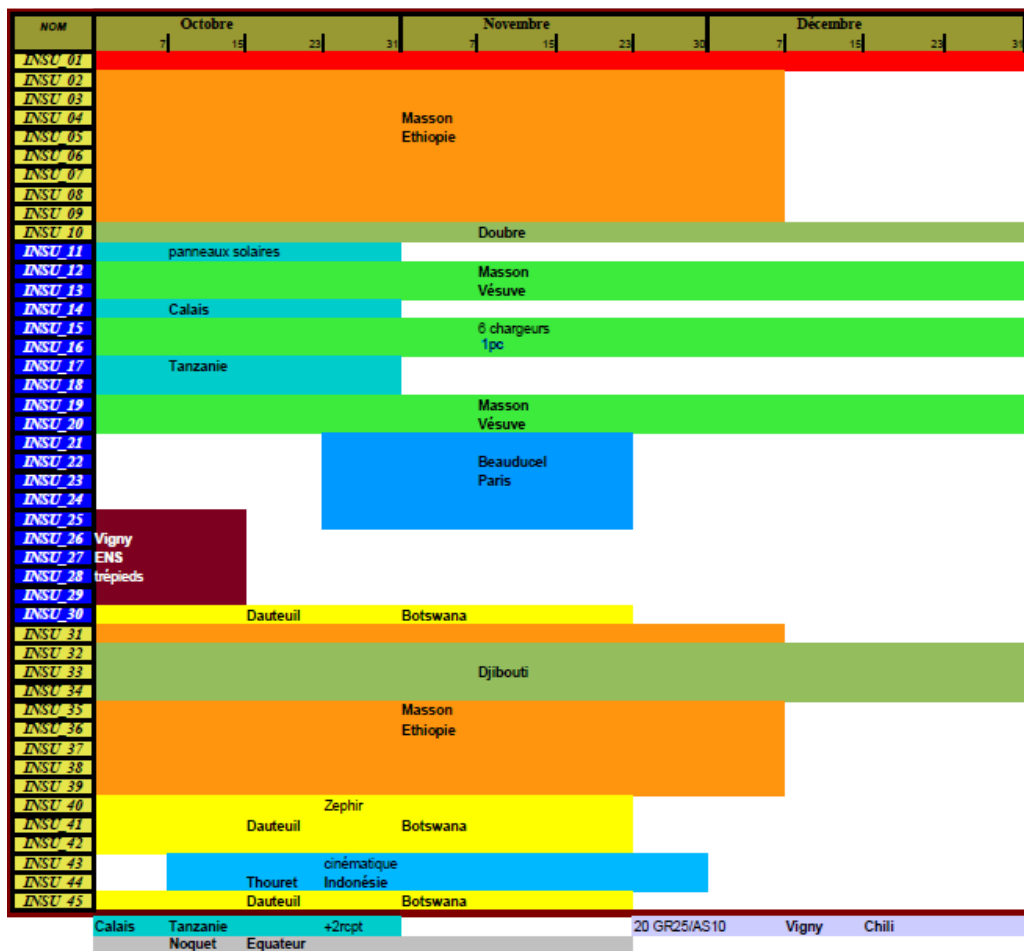 NOM Octobre Novembre Décembre
7 15 23 31 7 15 23 30 7 15 23 31
INSU_01
INSU_02
INSU_03
INSU_04 Masson
INSU_05 Ethiopie
INSU_06
INSU_07
INSU_08
INSU_09
INSU_10 Doubre
INSU_11 panneaux solaires
INSU_12 Masson
INSU_13 Vésuve
INSU_14 Calais
INSU_15 6 chargeurs
INSU_16 1pc
INSU_17 Tanzanie
INSU_18
INSU_19 Masson
INSU_20 Vésuve
INSU_21
INSU_22 Beauducel
INSU_23 Paris
INSU_24
INSU_25
INSU_26 Vigny
INSU_27 ENS
INSU_28 trépieds
INSU_29
INSU_30 Dauteuil Botswana
INSU_31
INSU_32
INSU_33 Djibouti
INSU_34
INSU_35 Masson
INSU_36 Ethiopie
INSU_37
INSU_38
INSU_39
INSU_40 Zephir
INSU_41 Dauteuil Botswana
INSU_42
INSU_43 cinématique
INSU_44 Thouret Indonésie
INSU_45 Dauteuil Botswana
Calais Tanzanie +2rcpt 20 GR25/AS10 Vigny Chili
Noquet Equateur